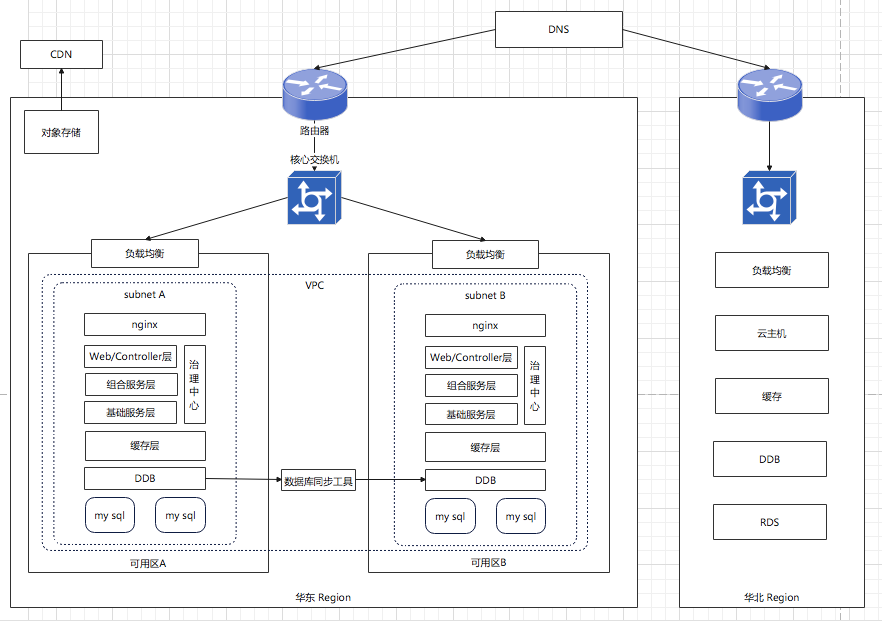 DNS
CDN
对象存储
路由器
核心交换机
负载均衡
负载均衡
VPC
subnet A
nginx
Web/Controller层
组合服务层
基础服务层
治理中心
缓存层
DDB
my sql
my sql
可用区A
数据库同步工具
subnet B
nginx
Web/Controller层
组合服务层
基础服务层
治理中心
缓存层
DDB
my sql
my sql
可用区B
华东 Region
负载均衡
云主机
缓存
DDB
RDS
华北 Region